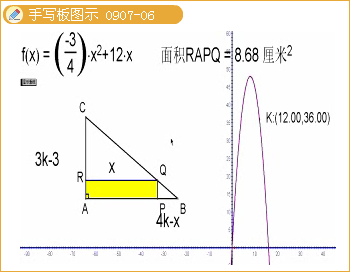 手写板图示 0907-06
f(x) = (-3/4)·x²+12·x
面积RAPQ = 8.68 厘米²
K:(12.00,36.00)
C
3k-3
x
Q
R
A
P
B
4k-x